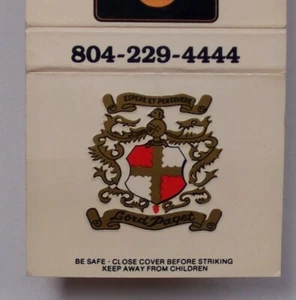 804-229-4444
ESPERE ET PERSEVERE
Lord Paget
BE SAFE - CLOSE COVER BEFORE STRIKING
KEEP AWAY FROM CHILDREN